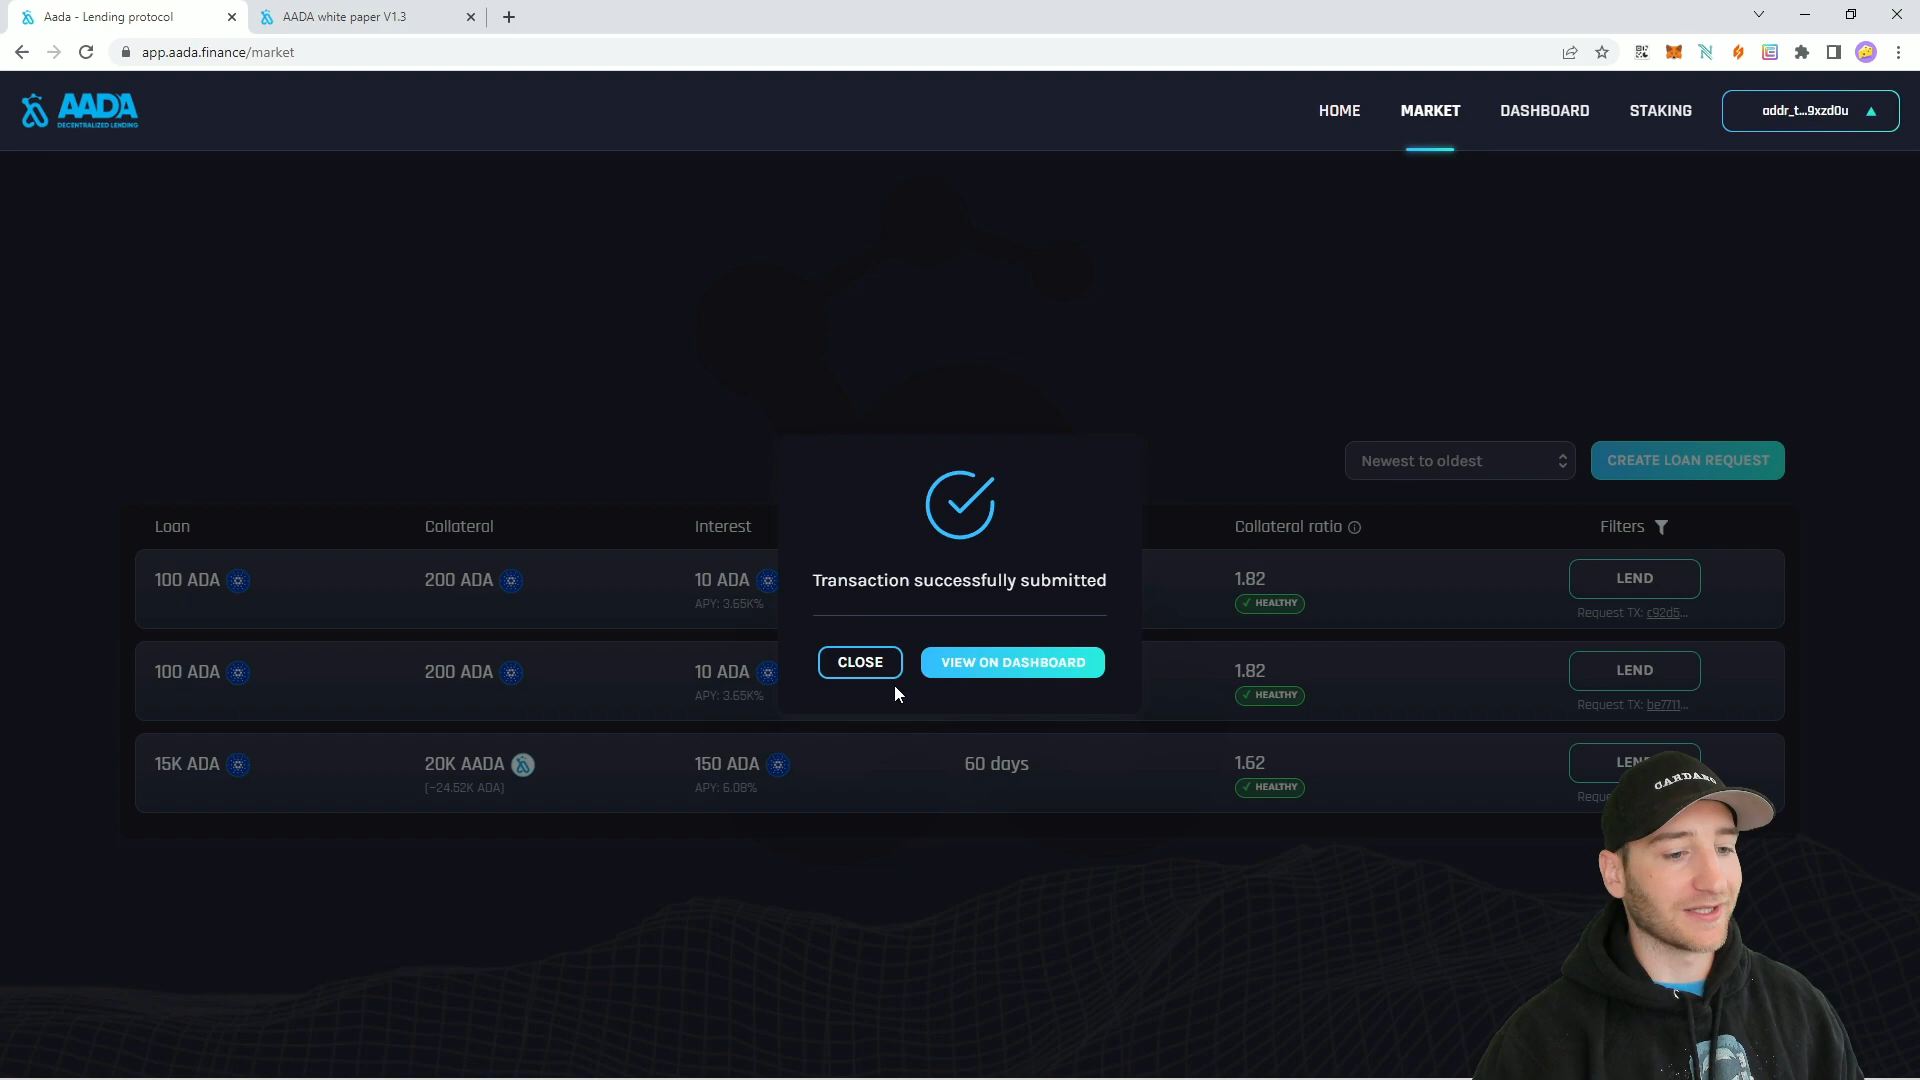 Aada - Lending protocol
AADA white paper V1.3
app.aada.finance/market
AADA
DECENTRALIZED LENDING
HOME
MARKET
DASHBOARD
STAKING
addr_t...9xzd0u
Newest to oldest
CREATE LOAN REQUEST
Loan
Collateral
Interest
Collateral ratio
Filters
100 ADA
200 ADA
10 ADA
APY: 3.65K%
1.82
✓ HEALTHY
LEND
Request TX: c92d5...
100 ADA
200 ADA
10 ADA
APY: 3.65K%
1.82
✓ HEALTHY
LEND
Request TX: be7711...
15K ADA
20K AADA
(~24.52K ADA)
150 ADA
APY: 6.08%
60 days
1.62
✓ HEALTHY
Transaction successfully submitted
CLOSE
VIEW ON DASHBOARD
CARDANO